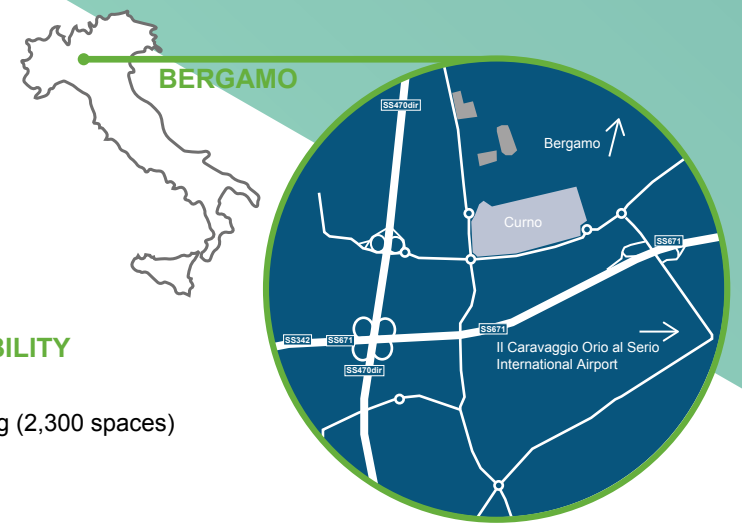 BERGAMO
SS470dir
Bergamo
Curno
SS671
SS342
SS671
SS671
SS470dir
Il Caravaggio Orio al Serio
International Airport
BILITY
g (2,300 spaces)